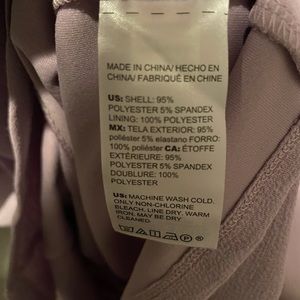 MADE IN CHINA/ HECHO EN
CHINA/ FABRIQUÉ EN CHINE
US: SHELL: 95%
POLYESTER 5% SPANDEX
LINING: 100% POLYESTER
MX: TELA EXTERIOR: 95%
poliéster 5% elastano FORRO:
100% poliéster CA: ÉTOFFE
EXTÉRIEURE: 95%
POLYESTER 5% SPANDEX
DOUBLURE: 100%
POLYESTER
US: MACHINE WASH COLD.
ONLY NON-CHLORINE
BLEACH. LINE DRY. WARM
IRON, MAY BE DRY
CLEANED.